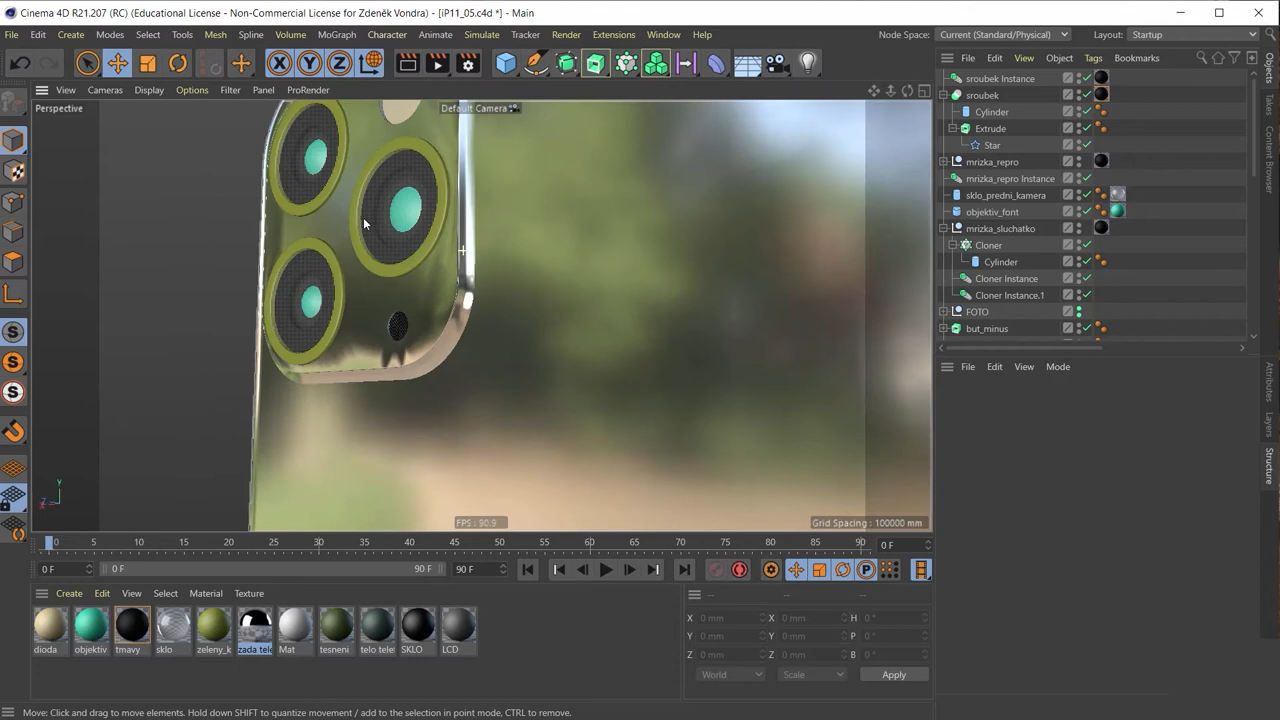 Cinema 4D R21.207 (RC) (Educational License - Non-Commercial License for Zdeněk Vondra) - [iP11_05.c4d *] - Main
File Edit Create Modes Select Tools Mesh Spline Volume MoGraph Character Animate Simulate Tracker Render Extensions Window Help Node Space: Current (Standard/Physical) Layout: Startup
X Y Z
View Cameras Display Options Filter Panel ProRender
File Edit View Object Tags Bookmarks
Perspective
Default Camera
sroubek Instance
sroubek
Cylinder
Extrude
Star
mrizka_repro
mrizka_repro Instance
sklo_predni_kamera
objektiv_font
mrizka_sluchatko
Cloner
Cylinder
Cloner Instance
Cloner Instance.1
FOTO
but_minus
File Edit View Mode
Objects
Takes
Content Browser
Attributes
Layers
Structure
S
S
S
Y
FPS : 90.9
Grid Spacing : 100000 mm
0 5 10 15 20 25 30 35 40 45 50 55 60 65 70 75 80 85 90 0 F
0 F 0 F 90 F 90 F P
Create Edit View Select Material Texture
-- -- --
dioda objektiv tmavy sklo zeleny_k zada tele Mat tesneni telo telef SKLO LCD
X 0 mm X 0 mm H 0 °
Y 0 mm Y 0 mm P 0 °
Z 0 mm Z 0 mm B 0 °
World Scale Apply
Move: Click and drag to move elements. Hold down SHIFT to quantize movement / add to the selection in point mode, CTRL to remove.